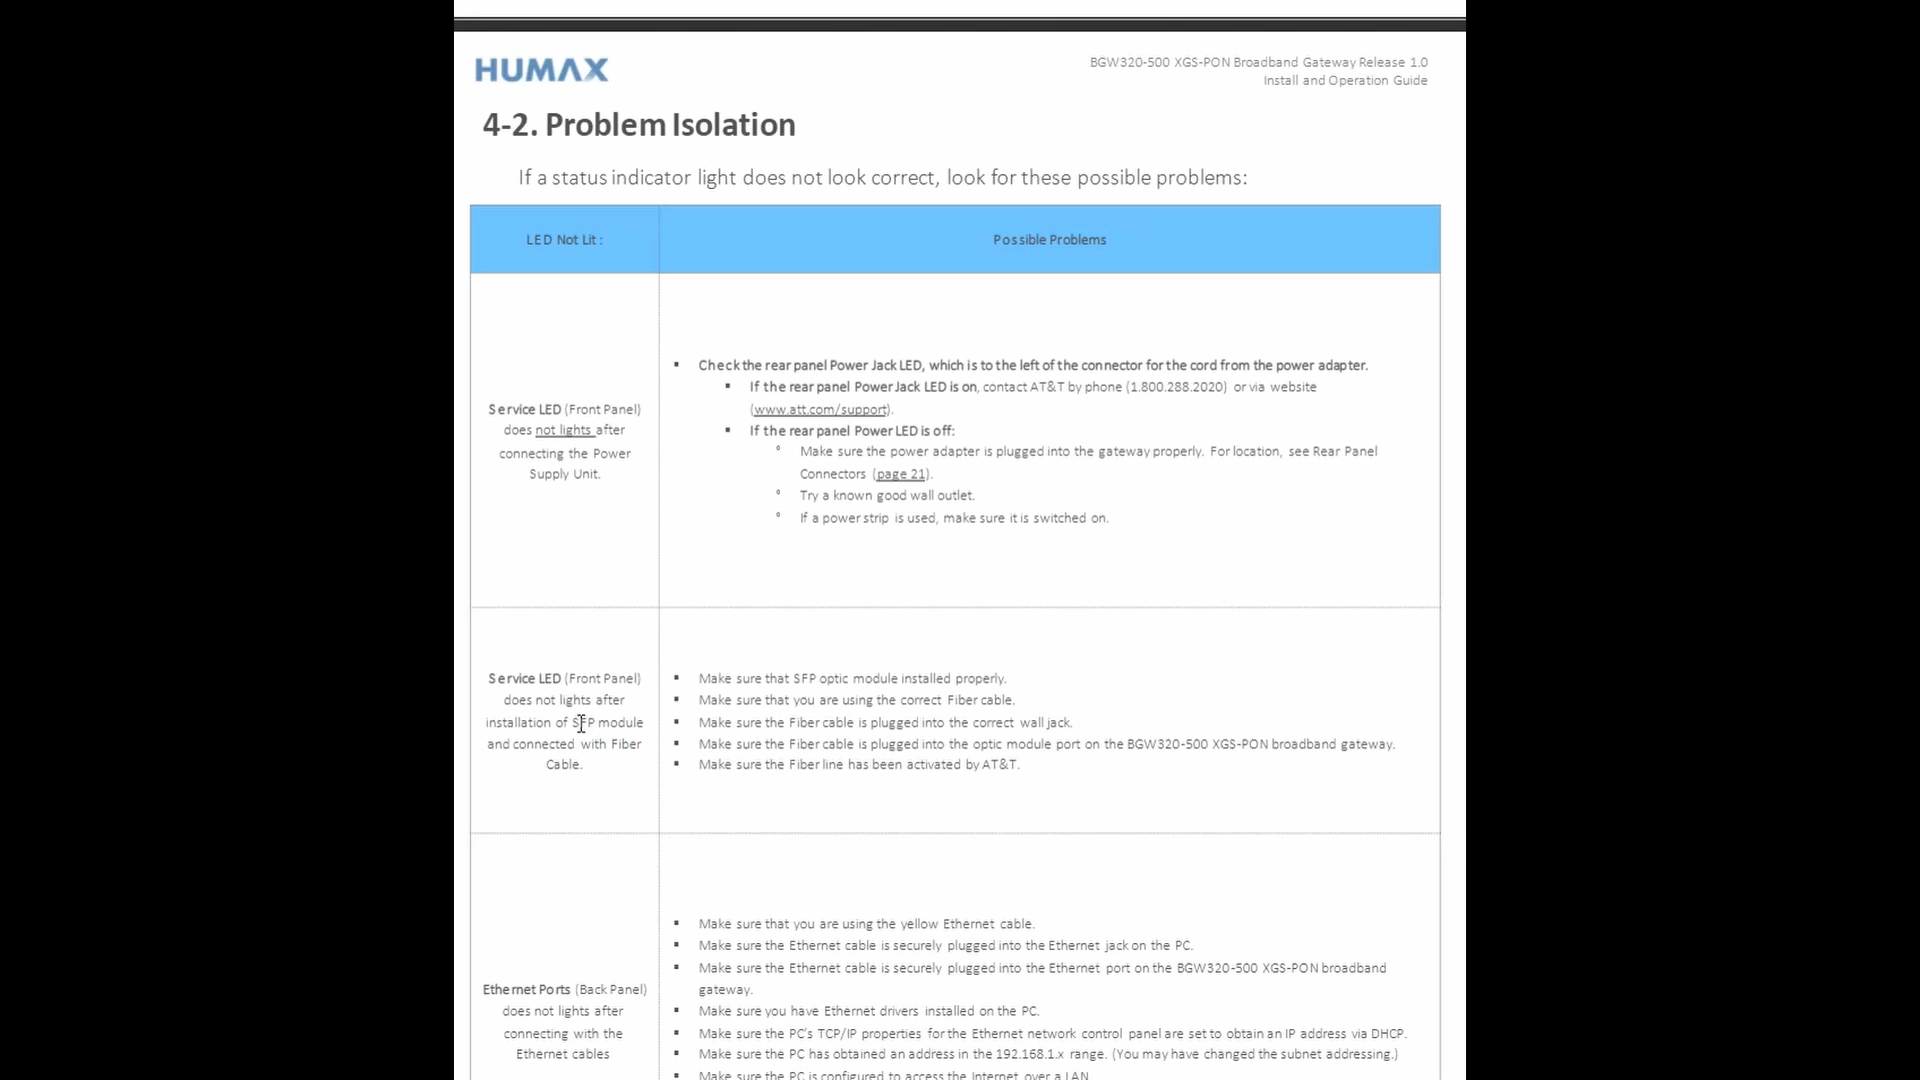 HUMAX
BGW320-500 XGS-PON Broadband Gateway Release 1.0
Install and Operation Guide
4-2. Problem Isolation
If a status indicator light does not look correct, look for these possible problems:
LED Not Lit :
Possible Problems
Service LED (Front Panel)
does not lights after
connecting the Power
Supply Unit.
▪ Check the rear panel Power Jack LED, which is to the left of the connector for the cord from the power adapter.
▪ If the rear panel Power Jack LED is on, contact AT&T by phone (1.800.288.2020) or via website
(www.att.com/support).
▪ If the rear panel Power LED is off:
° Make sure the power adapter is plugged into the gateway properly. For location, see Rear Panel
Connectors (page 21).
° Try a known good wall outlet.
° If a power strip is used, make sure it is switched on.
Service LED (Front Panel)
does not lights after
installation of SFP module
and connected with Fiber
Cable.
▪ Make sure that SFP optic module installed properly.
▪ Make sure that you are using the correct Fiber cable.
▪ Make sure the Fiber cable is plugged into the correct wall jack.
▪ Make sure the Fiber cable is plugged into the optic module port on the BGW320-500 XGS-PON broadband gateway.
▪ Make sure the Fiber line has been activated by AT&T.
Ethernet Ports (Back Panel)
does not lights after
connecting with the
Ethernet cables
▪ Make sure that you are using the yellow Ethernet cable.
▪ Make sure the Ethernet cable is securely plugged into the Ethernet jack on the PC.
▪ Make sure the Ethernet cable is securely plugged into the Ethernet port on the BGW320-500 XGS-PON broadband
gateway.
▪ Make sure you have Ethernet drivers installed on the PC.
▪ Make sure the PC's TCP/IP properties for the Ethernet network control panel are set to obtain an IP address via DHCP.
▪ Make sure the PC has obtained an address in the 192.168.1.x range. (You may have changed the subnet addressing.)
▪ Make sure the PC is configured to access the Internet over a LAN.